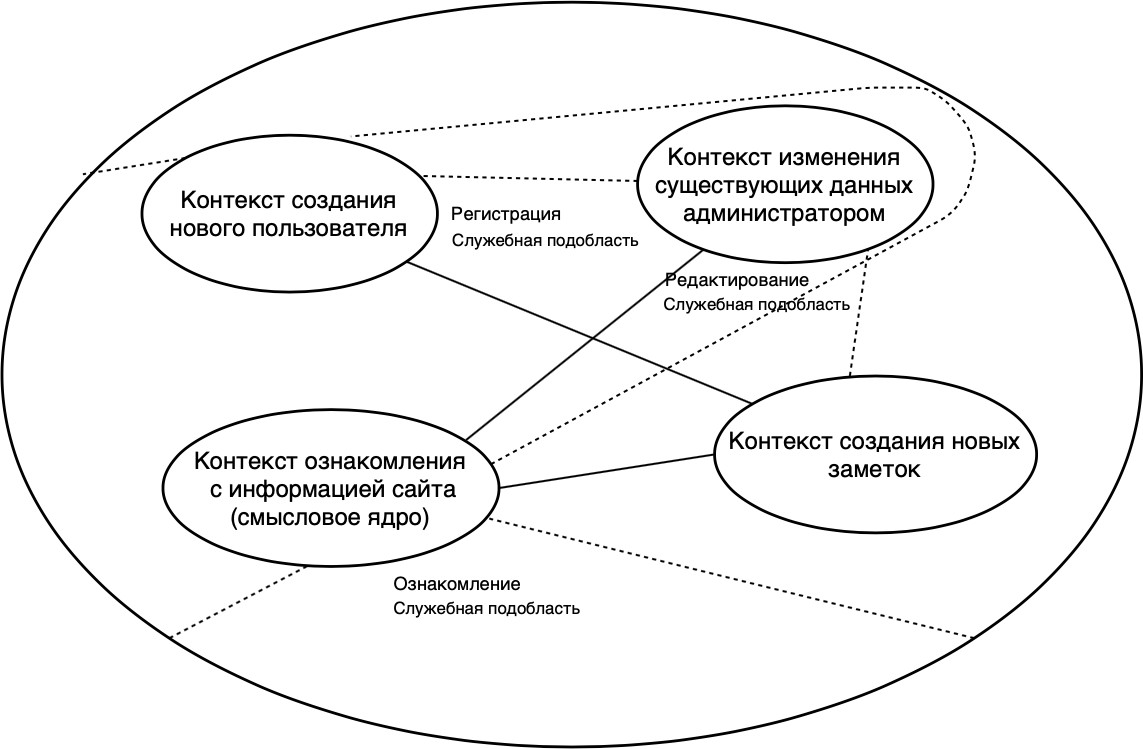 Контекст создания
нового пользователя
Контекст изменения
существующих данных
администратором
Регистрация
Служебная подобласть
Редактирование
Служебная подобласть
Контекст ознакомления
с информацией сайта
(смысловое ядро)
Контекст создания новых
заметок
Ознакомление
Служебная подобласть